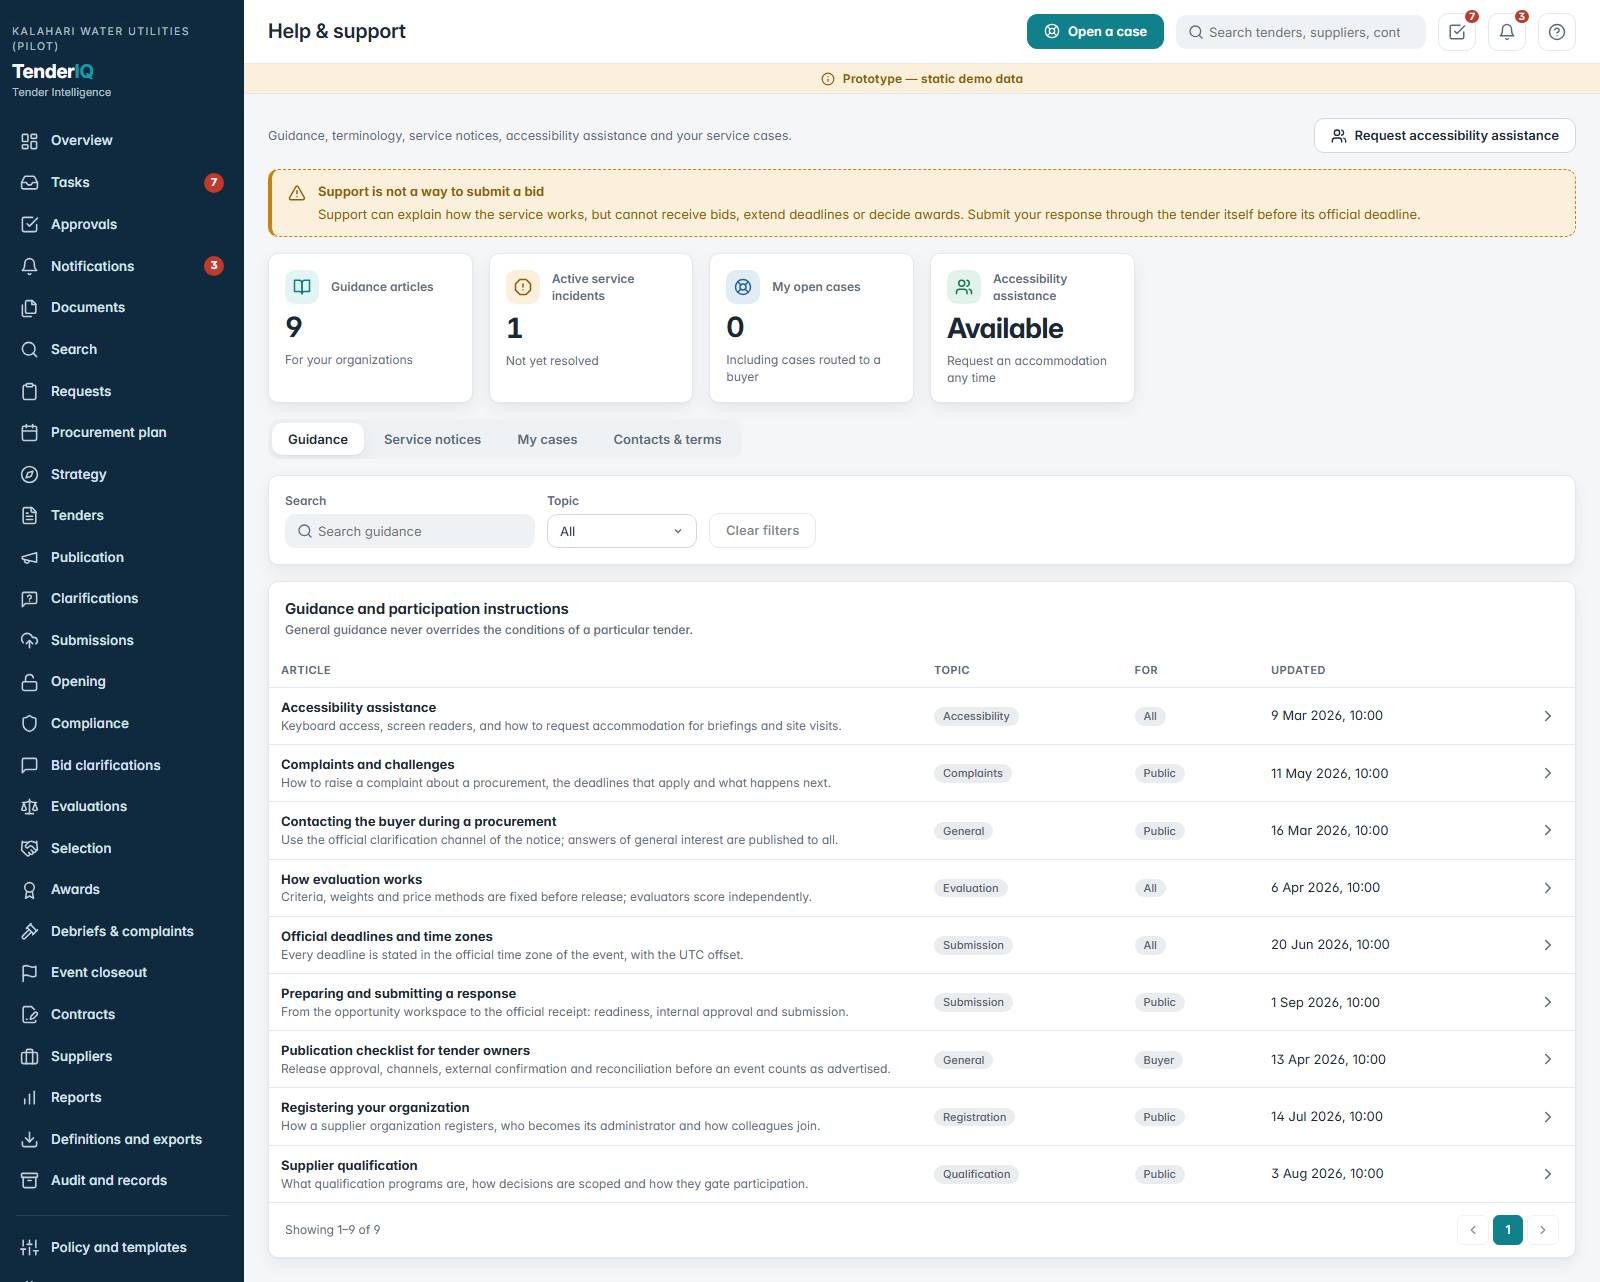 KALAHARI WATER UTILITIES
(PILOT)
TenderIQ
Tender Intelligence
Overview
Tasks
7
Approvals
Notifications
3
Documents
Search
Requests
Procurement plan
Strategy
Tenders
Publication
Clarifications
Submissions
Opening
Compliance
Bid clarifications
Evaluations
Selection
Awards
Debriefs & complaints
Event closeout
Contracts
Suppliers
Reports
Definitions and exports
Audit and records
Policy and templates
Help & support
Open a case
Search tenders, suppliers, cont
7
3
Prototype — static demo data
Guidance, terminology, service notices, accessibility assistance and your service cases.
Request accessibility assistance
Support is not a way to submit a bid
Support can explain how the service works, but cannot receive bids, extend deadlines or decide awards. Submit your response through the tender itself before its official deadline.
Guidance articles
9
For your organizations
Active service
incidents
1
Not yet resolved
My open cases
0
Including cases routed to a
buyer
Accessibility
assistance
Available
Request an accommodation
any time
Guidance
Service notices
My cases
Contacts & terms
Search
Search guidance
Topic
All
Clear filters
Guidance and participation instructions
General guidance never overrides the conditions of a particular tender.
ARTICLE TOPIC FOR UPDATED
Accessibility assistance
Keyboard access, screen readers, and how to request accommodation for briefings and site visits.
Accessibility All 9 Mar 2026, 10:00
Complaints and challenges
How to raise a complaint about a procurement, the deadlines that apply and what happens next.
Complaints Public 11 May 2026, 10:00
Contacting the buyer during a procurement
Use the official clarification channel of the notice; answers of general interest are published to all.
General Public 16 Mar 2026, 10:00
How evaluation works
Criteria, weights and price methods are fixed before release; evaluators score independently.
Evaluation All 6 Apr 2026, 10:00
Official deadlines and time zones
Every deadline is stated in the official time zone of the event, with the UTC offset.
Submission All 20 Jun 2026, 10:00
Preparing and submitting a response
From the opportunity workspace to the official receipt: readiness, internal approval and submission.
Submission Public 1 Sep 2026, 10:00
Publication checklist for tender owners
Release approval, channels, external confirmation and reconciliation before an event counts as advertised.
General Buyer 13 Apr 2026, 10:00
Registering your organization
How a supplier organization registers, who becomes its administrator and how colleagues join.
Registration Public 14 Jul 2026, 10:00
Supplier qualification
What qualification programs are, how decisions are scoped and how they gate participation.
Qualification Public 3 Aug 2026, 10:00
Showing 1–9 of 9
1